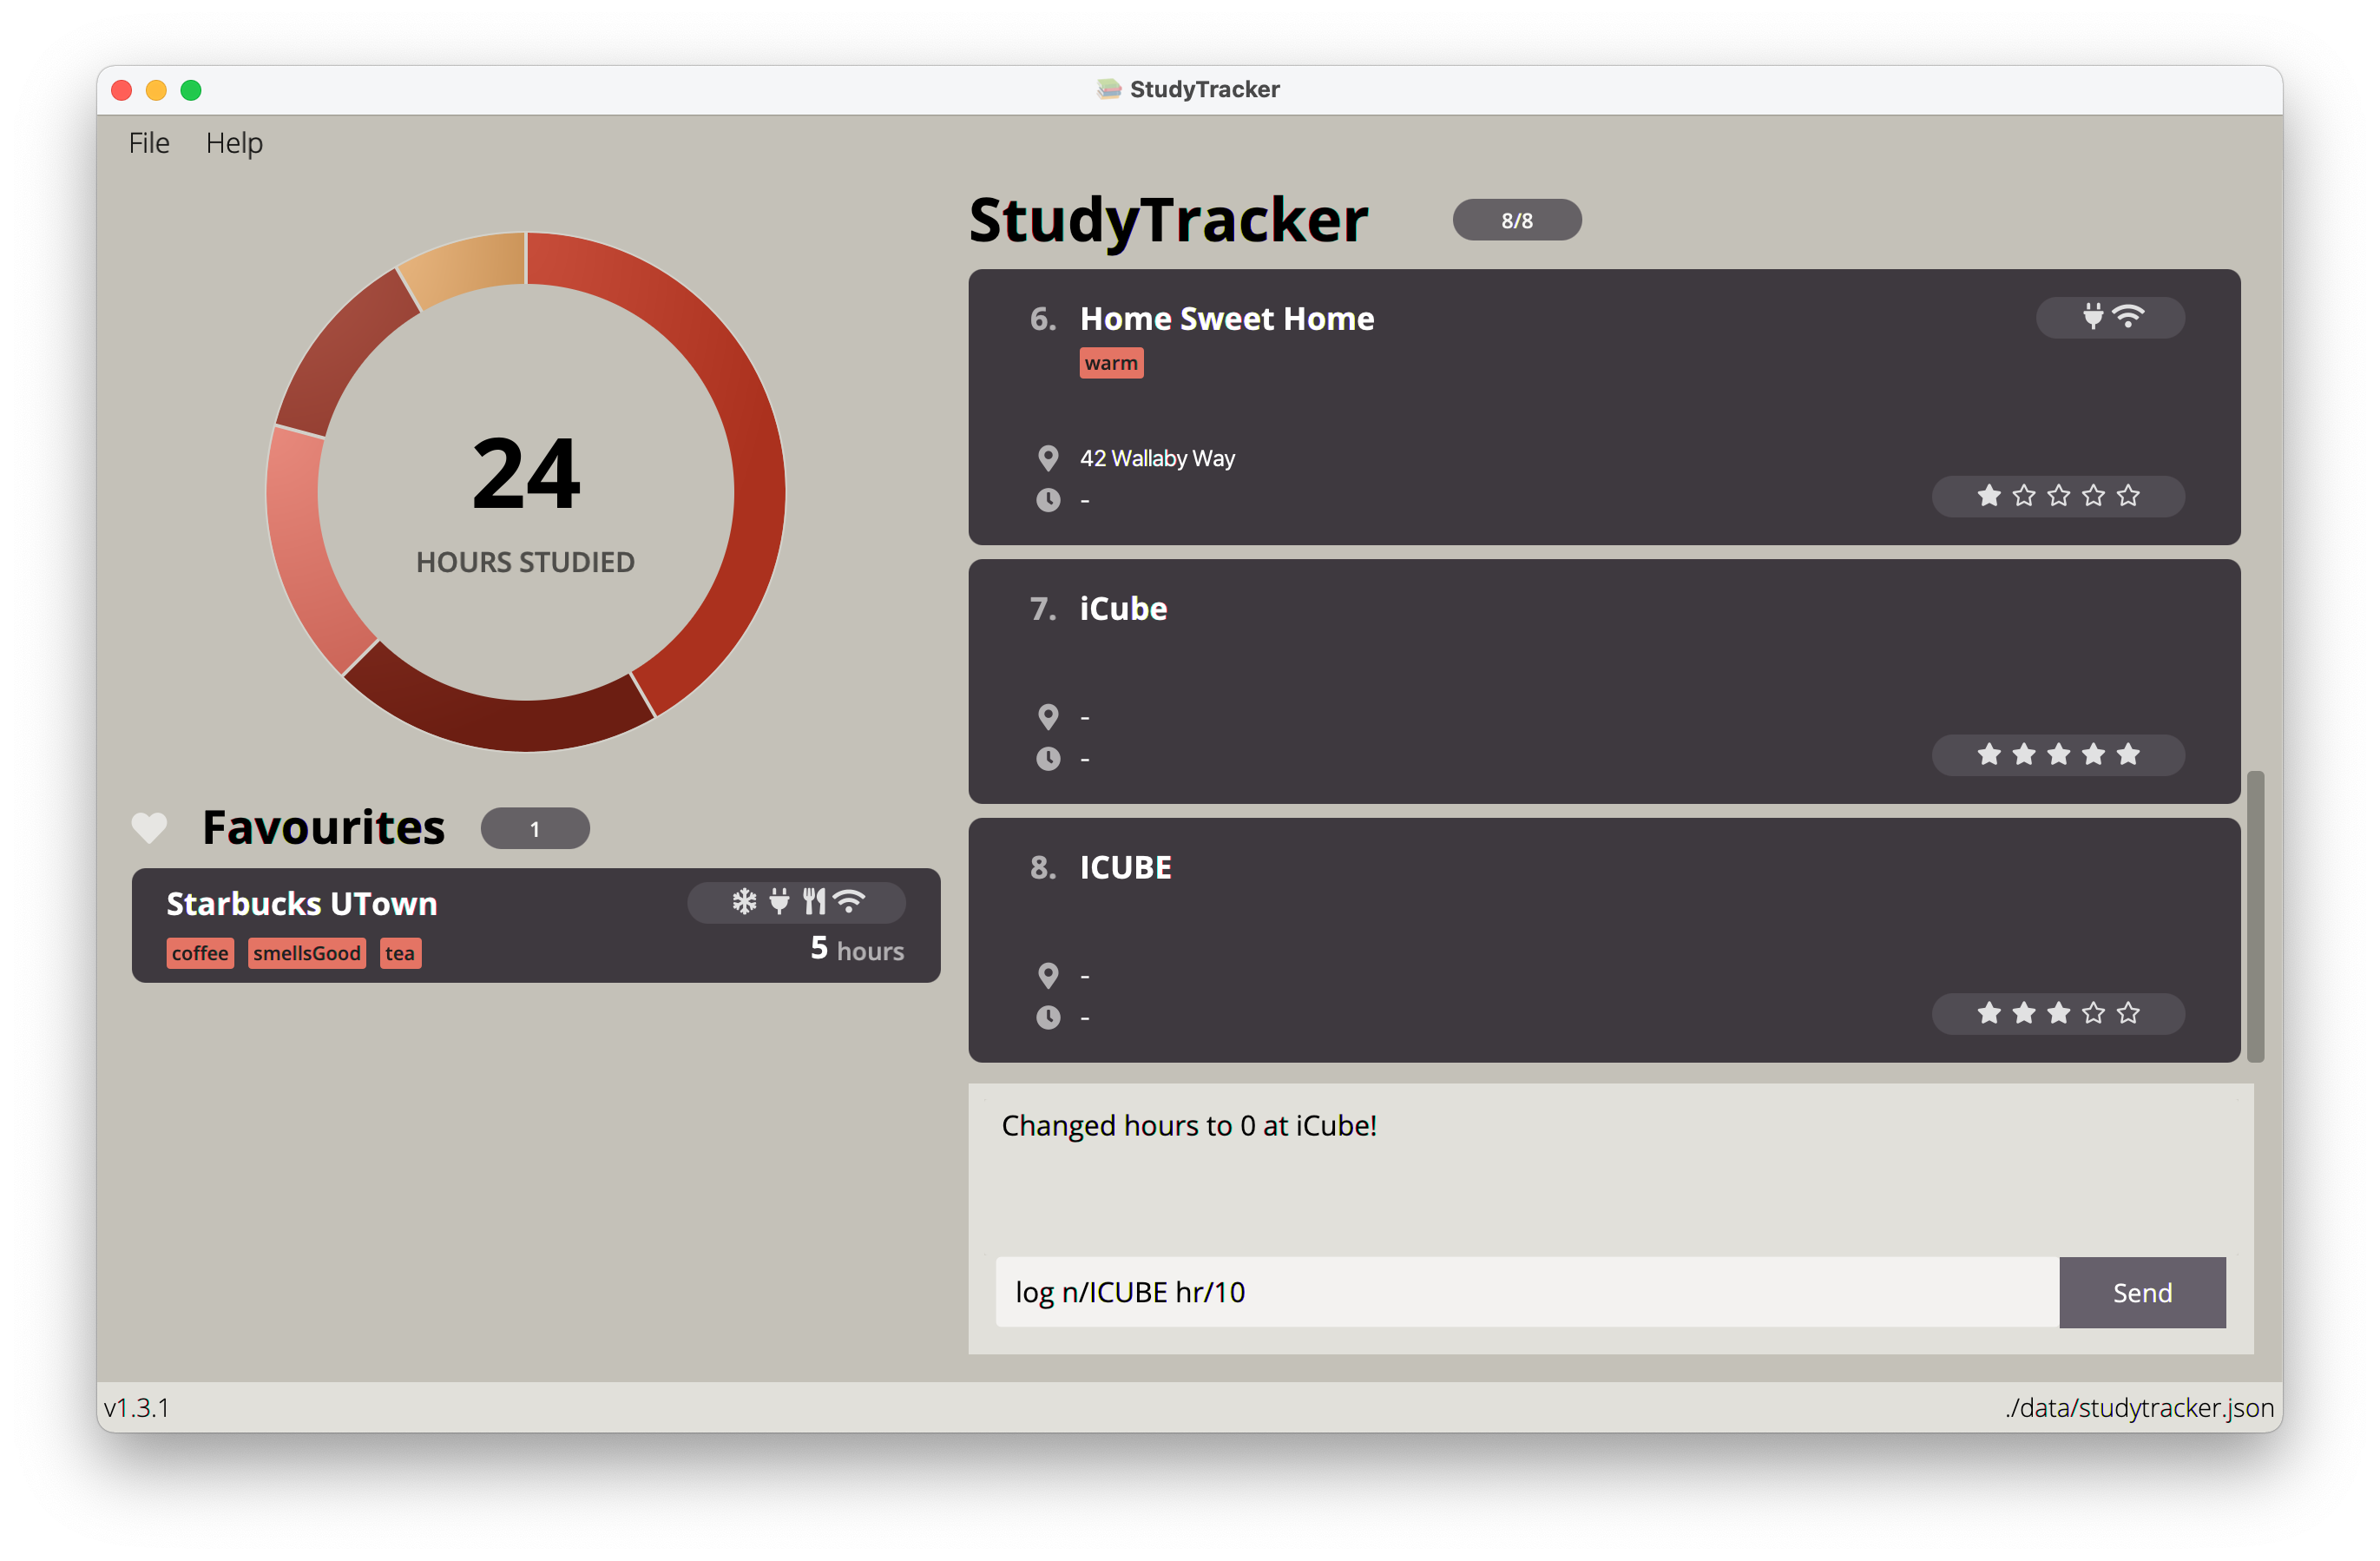 StudyTracker
File Help
24
HOURS STUDIED
Favourites 1
Starbucks UTown
coffee smellsGood tea 5 hours
StudyTracker 8/8
6. Home Sweet Home
warm
42 Wallaby Way
-
7. iCube
-
-
8. ICUBE
-
-
Changed hours to 0 at iCube!
log n/ICUBE hr/10 Send
v1.3.1 ./data/studytracker.json